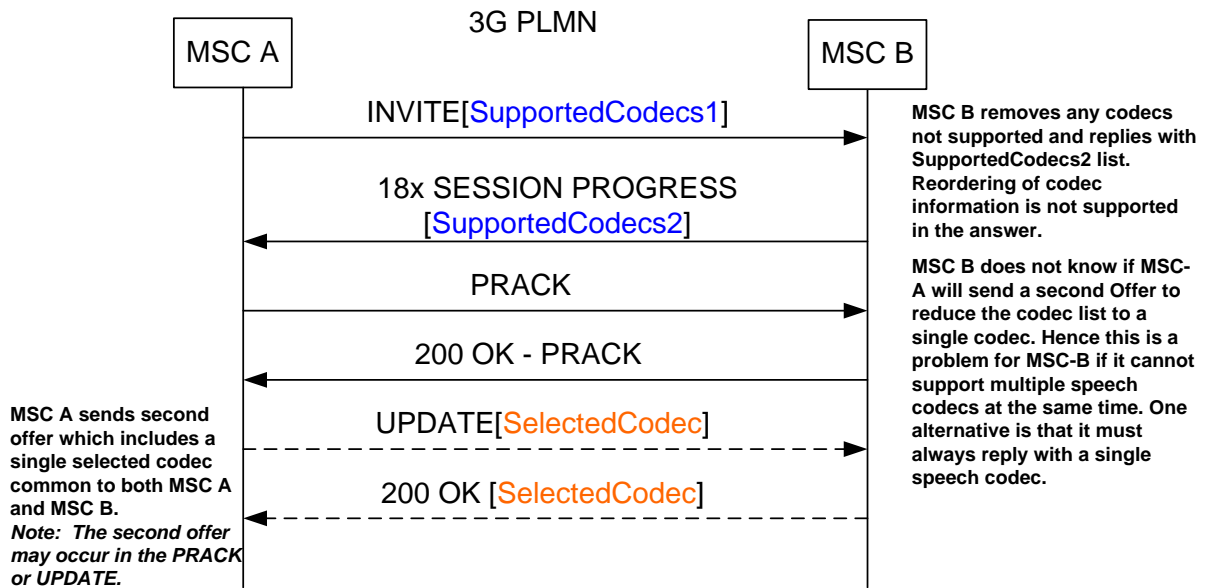 3G PLMN
MSC A
MSC B
INVITE[SupportedCodecs1]
18x SESSION PROGRESS
[SupportedCodecs2]
PRACK
200 OK - PRACK
UPDATE[SelectedCodec]
200 OK [SelectedCodec]
MSC B removes any codecs
not supported and replies with
SupportedCodecs2 list.
Reordering of codec
information is not supported
in the answer.
MSC B does not know if MSC-
A will send a second Offer to
reduce the codec list to a
single codec. Hence this is a
problem for MSC-B if it cannot
support multiple speech
codecs at the same time. One
alternative is that it must
always reply with a single
speech codec.
MSC A sends second
offer which includes a
single selected codec
common to both MSC A
and MSC B.
Note: The second offer
may occur in the PRACK
or UPDATE.